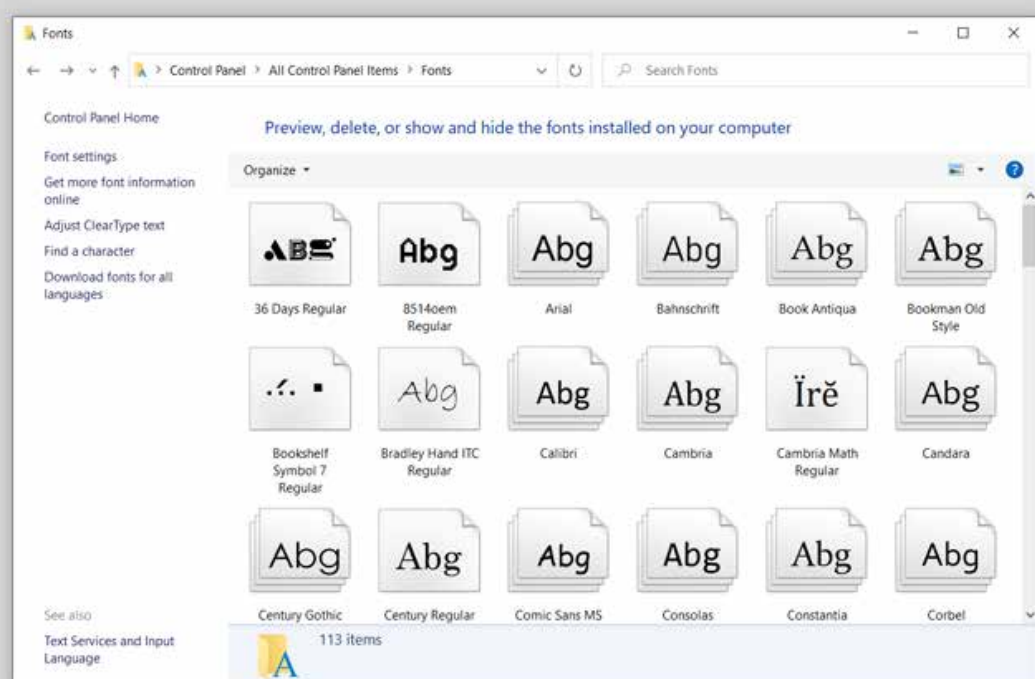 Fonts
Control Panel > All Control Panel Items > Fonts
Search Fonts
Control Panel Home
Font settings
Get more font information
online
Adjust ClearType text
Find a character
Download fonts for all
languages
See also
Text Services and Input
Language
Preview, delete, or show and hide the fonts installed on your computer
Organize
ABG
Abg
Abg
Abg
Abg
Abg
36 Days Regular
8514oem
Regular
Arial
Bahnschrift
Book Antiqua
Bookman Old
Style
Abg
Abg
Abg
Ïrĕ
Abg
Bookshelf
Symbol 7
Regular
Bradley Hand ITC
Regular
Calibri
Cambria
Cambria Math
Regular
Candara
Abg
Abg
Abg
Abg
Abg
Abg
Century Gothic
Century Regular
Comic Sans MS
Consolas
Constantia
Corbel
A
113 items